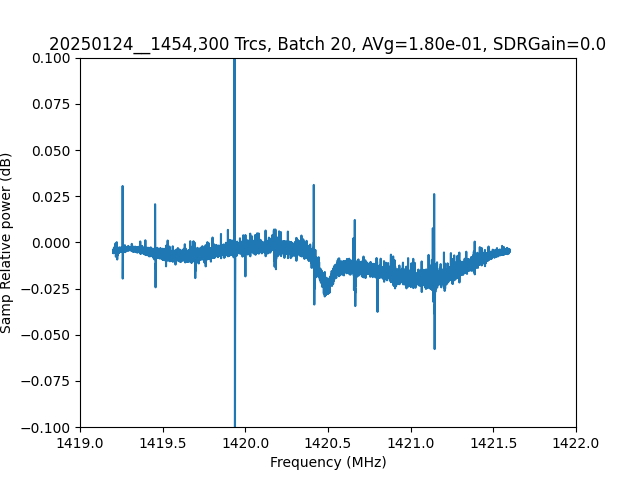 20250124__1454,300 Trcs, Batch 20, AVg=1.80e-01, SDRGain=0.0
0.100
0.075
0.050
0.025
0.000
−0.025
−0.050
−0.075
−0.100
Samp Relative power (dB)
1419.0 1419.5 1420.0 1420.5 1421.0 1421.5 1422.0
Frequency (MHz)